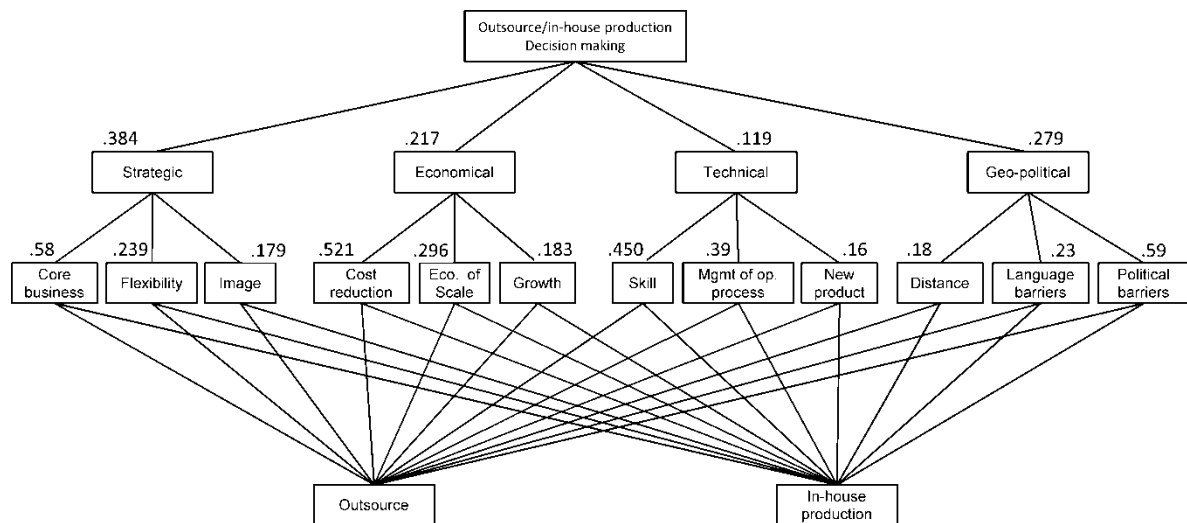 Outsource/in-house production
Decision making
.384
.217
.119
.279
Strategic
Economical
Technical
Geo-political
.58
.239
.179
.521
.296
.183
.450
.39
.16
.18
.23
.59
Core
business
Flexibility
Image
Cost
reduction
Eco. of
Scale
Growth
Skill
Mgmt of op.
process
New
product
Distance
Language
barriers
Political
barriers
Outsource
In-house
production